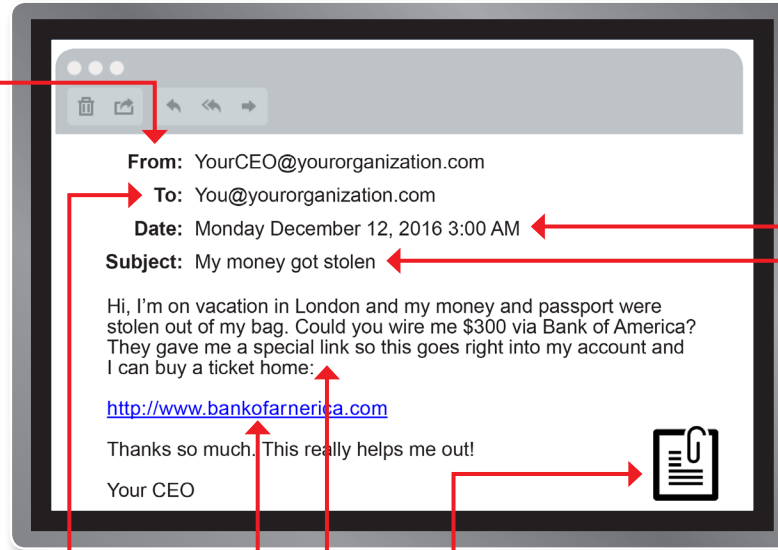 From: YourCEO@yourorganization.com
To: You@yourorganization.com
Date: Monday December 12, 2016 3:00 AM
Subject: My money got stolen
Hi, I'm on vacation in London and my money and passport were
stolen out of my bag. Could you wire me $300 via Bank of America?
They gave me a special link so this goes right into my account and
I can buy a ticket home:
http://www.bankofarnerica.com
Thanks so much. This really helps me out!
Your CEO